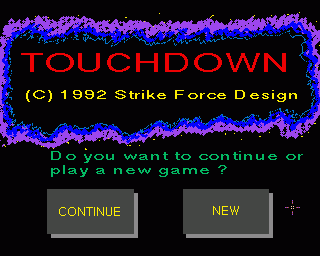 TOUCHDOWN
(C) 1992 Strike Force Design
Do you want to continue or
play a new game ?
CONTINUE
NEW